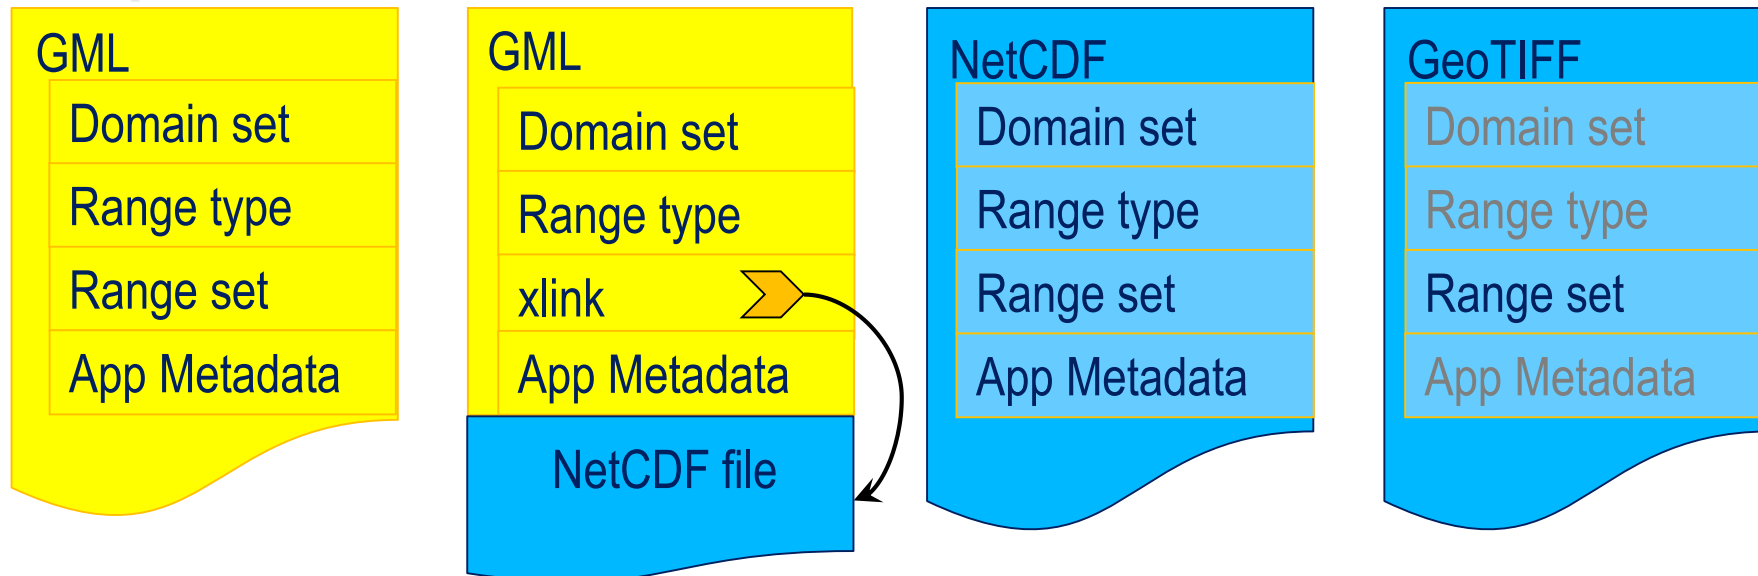 GML
Domain set
Range type
Range set
App Metadata
GML
Domain set
Range type
xlink
App Metadata
NetCDF file
NetCDF
Domain set
Range type
Range set
App Metadata
GeoTIFF
Domain set
Range type
Range set
App Metadata